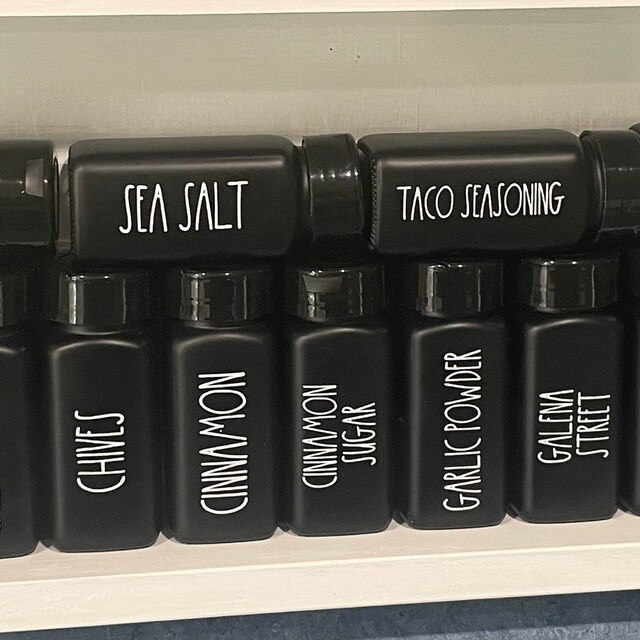 SEA SALT
TACO SEASONING
CHIVES
CINNAMON
CINNAMON
SUGAR
GARLIC POWDER
GALENA
STREET